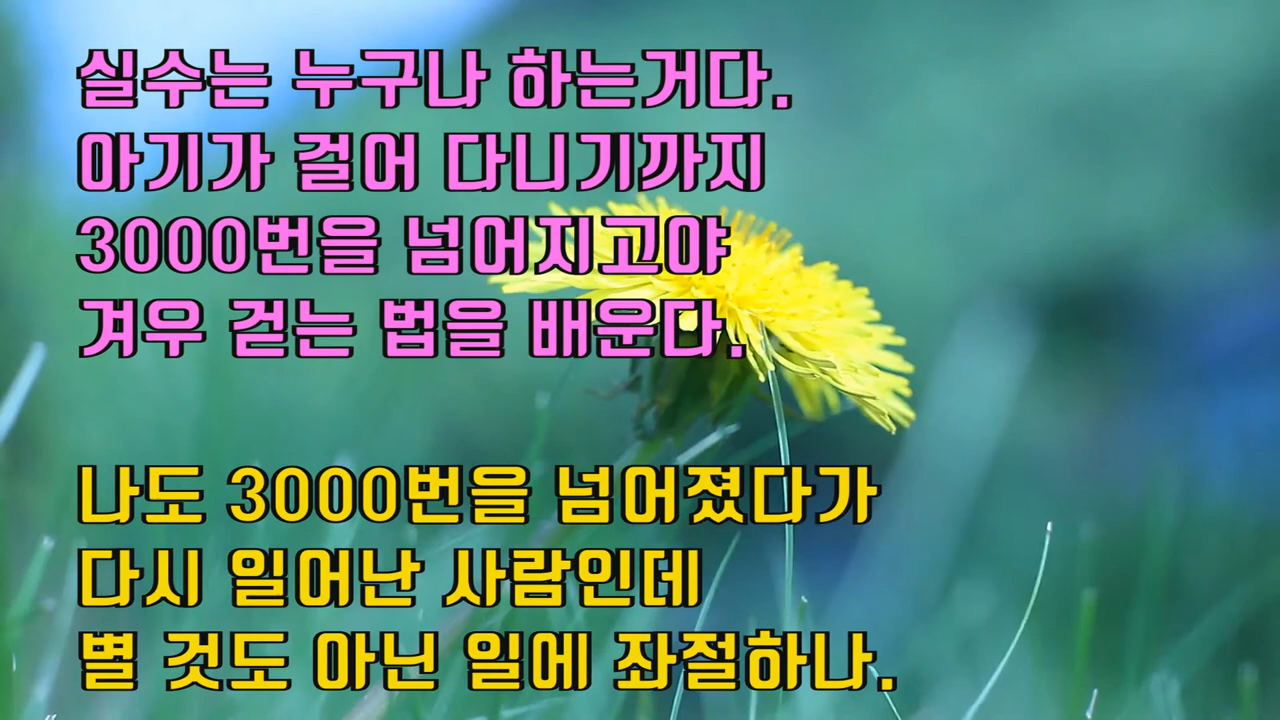 실수는 누구나 하는거다.
아기가 걸어 다니기까지
3000번을 넘어지고야
겨우 걷는 법을 배운다.
나도 3000번을 넘어졌다가
다시 일어난 사람인데
별 것도 아닌 일에 좌절하나.